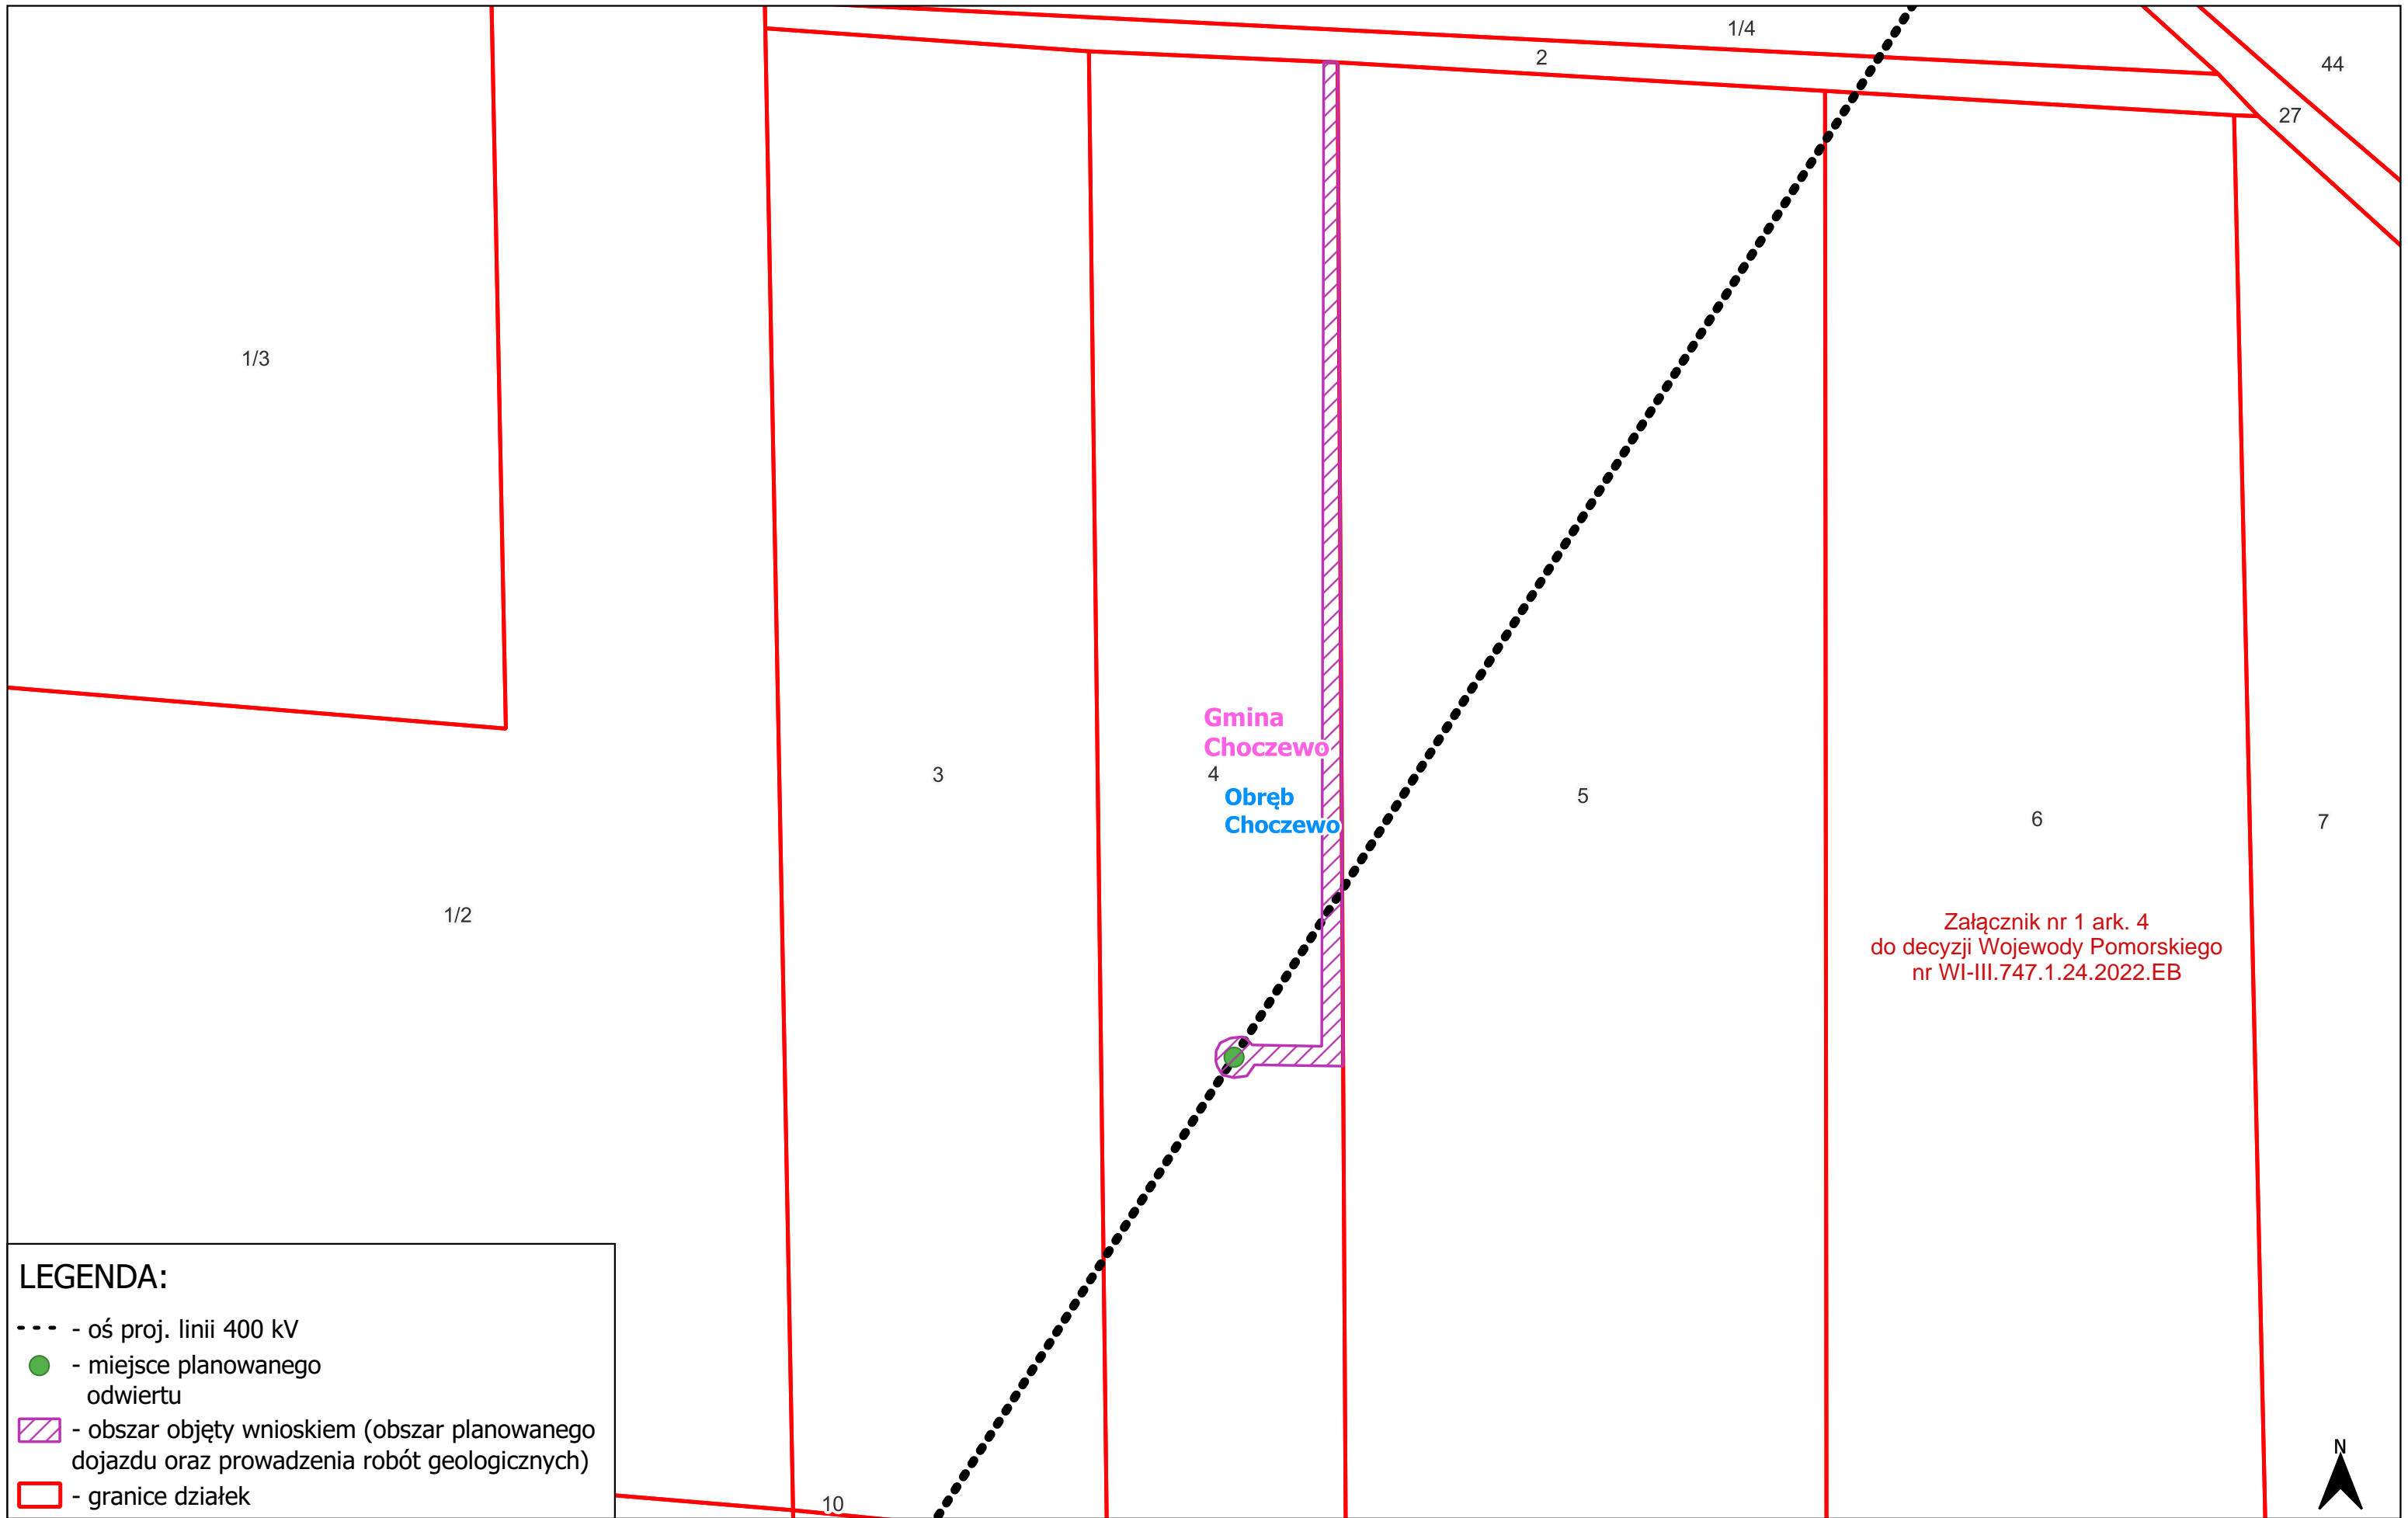 1/4
2
44
27
1/3
Gmina
Choczewo
3
4
Obręb
Choczewo
5
6
7
1/2
Załącznik nr 1 ark. 4
do decyzji Wojewody Pomorskiego
nr WI-III.747.1.24.2022.EB
LEGENDA:
- oś proj. linii 400 kV
- miejsce planowanego
odwiertu
- obszar objęty wnioskiem (obszar planowanego
dojazdu oraz prowadzenia robót geologicznych)
- granice działek
10
N